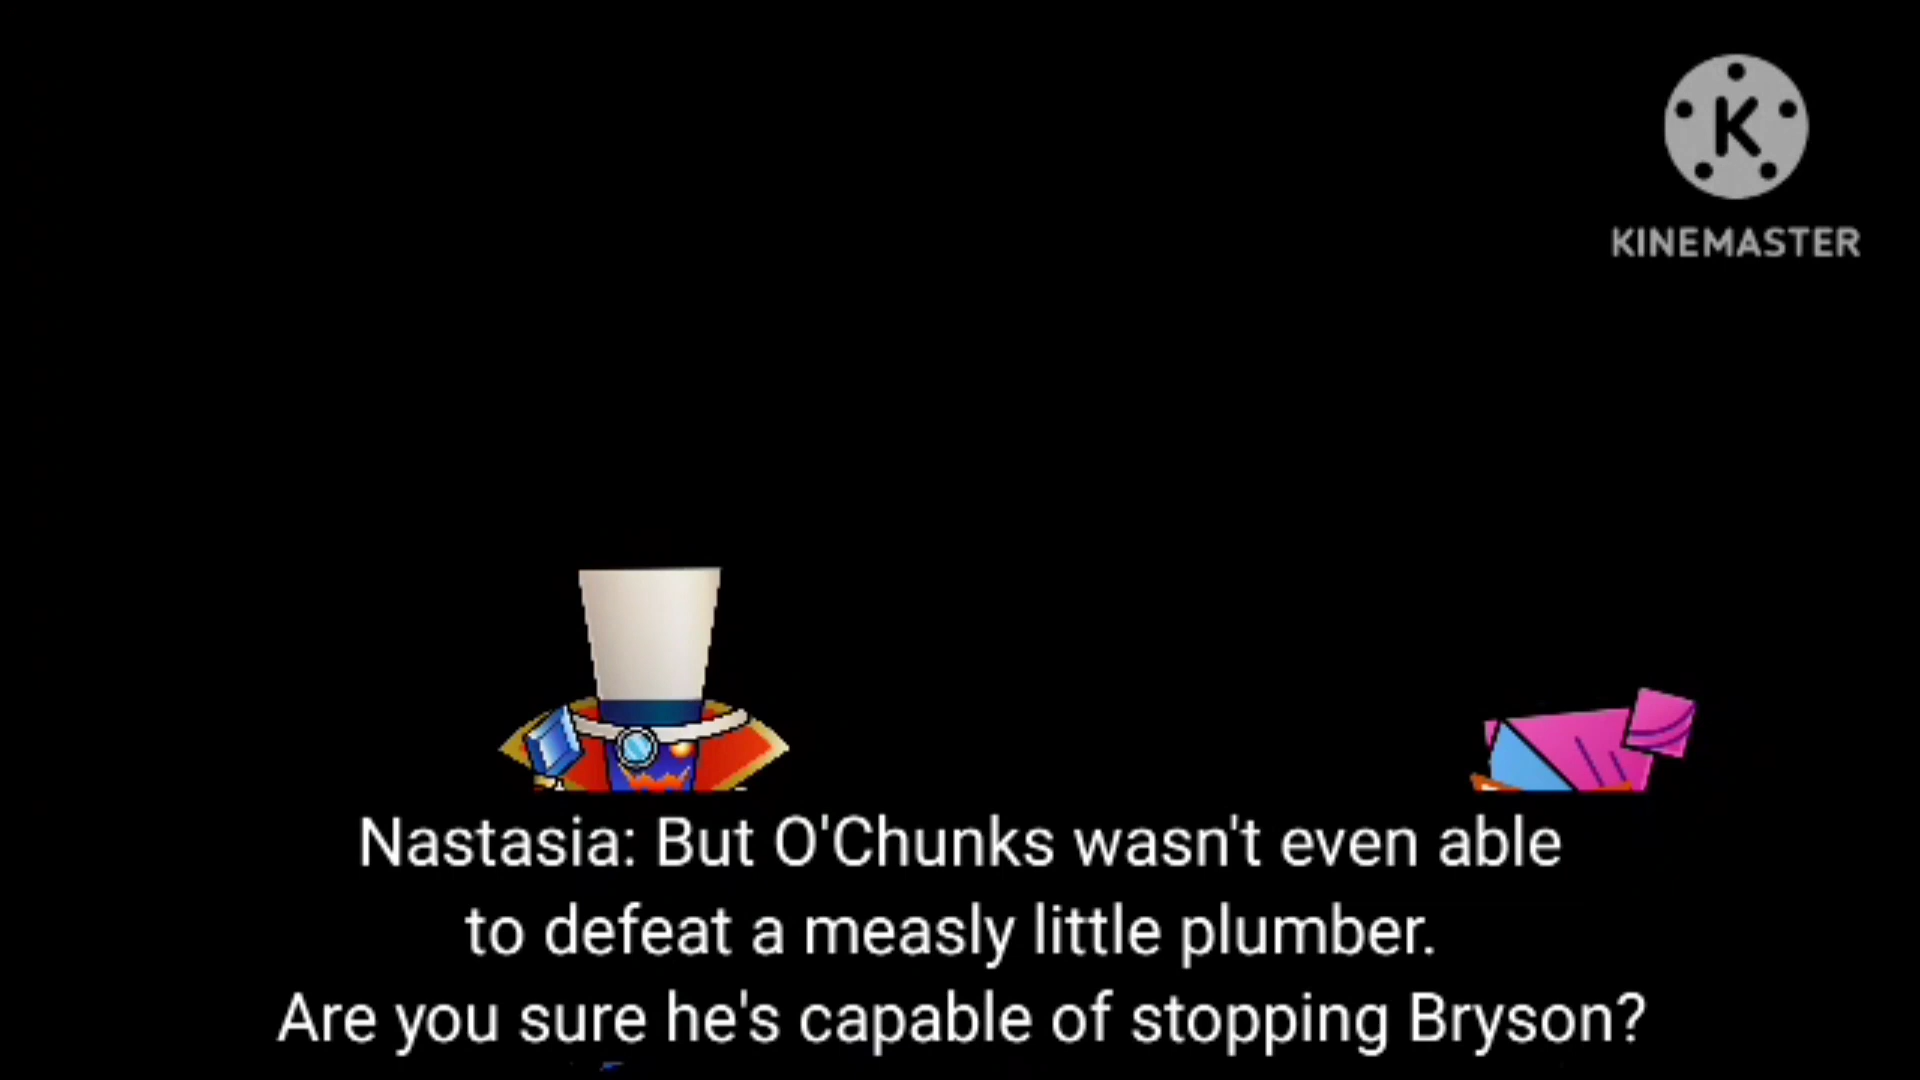 K
KINEMASTER
Nastasia: But O'Chunks wasn't even able
to defeat a measly little plumber.
Are you sure he's capable of stopping Bryson?